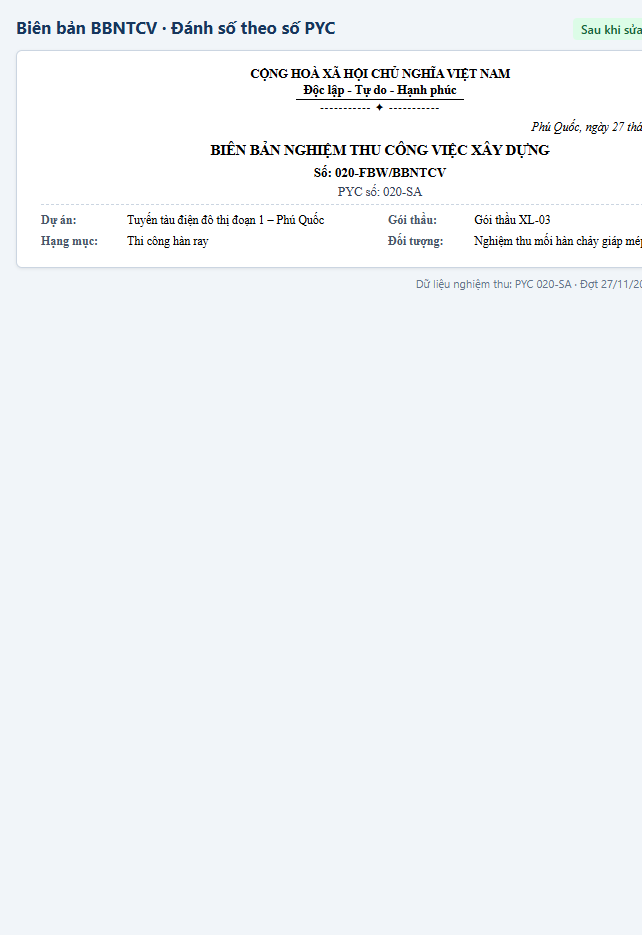 Biên bản BBNTCV · Đánh số theo số PYC
Sau khi sửa
CỘNG HOÀ XÃ HỘI CHỦ NGHĨA VIỆT NAM
Độc lập - Tự do - Hạnh phúc
----------- ✦ -----------
Phú Quốc, ngày 27
BIÊN BẢN NGHIỆM THU CÔNG VIỆC XÂY DỰNG
Số: 020-FBW/BBNTCV
PYC số: 020-SA
Dự án: Tuyến tàu điện đô thị đoạn 1 – Phú Quốc Gói thầu: Gói thầu XL-03
Hạng mục: Thi công hàn ray Đối tượng: Nghiệm thu mối hàn chảy giáp mép
Dữ liệu nghiệm thu: PYC 020-SA · Đợt 27/11/20